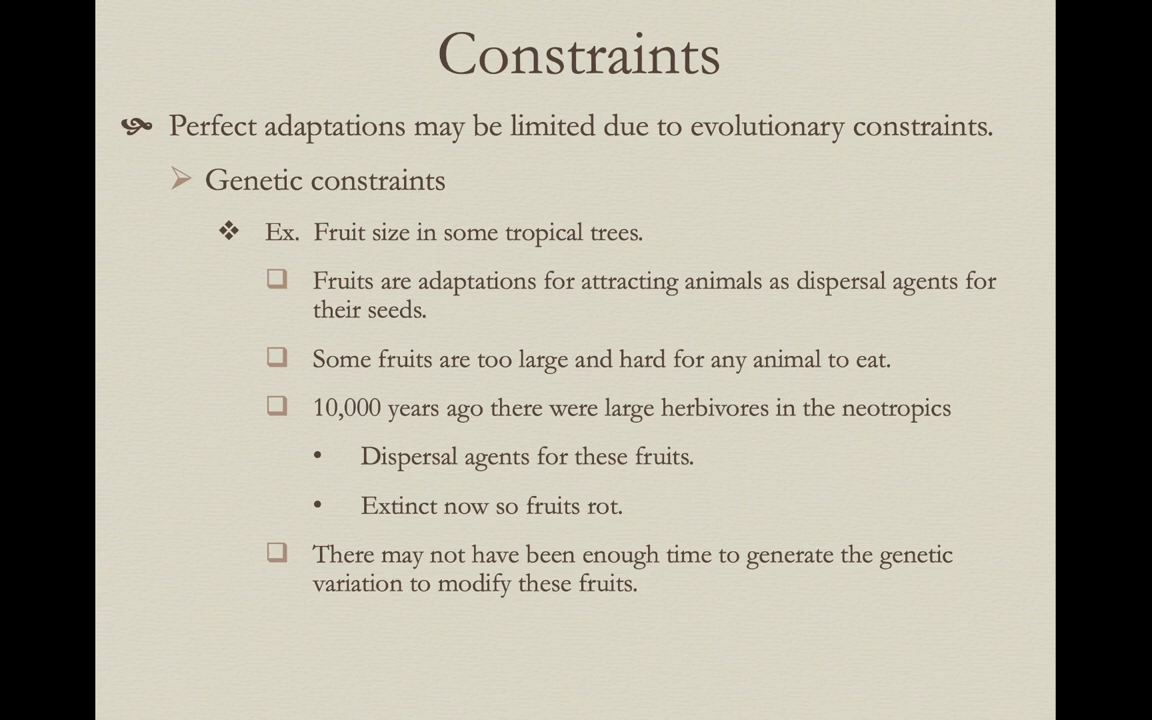 Constraints
Perfect adaptations may be limited due to evolutionary constraints.
Genetic constraints
Ex. Fruit size in some tropical trees.
Fruits are adaptations for attracting animals as dispersal agents for
their seeds.
Some fruits are too large and hard for any animal to eat.
10,000 years ago there were large herbivores in the neotropics
• Dispersal agents for these fruits.
• Extinct now so fruits rot.
There may not have been enough time to generate the genetic
variation to modify these fruits.